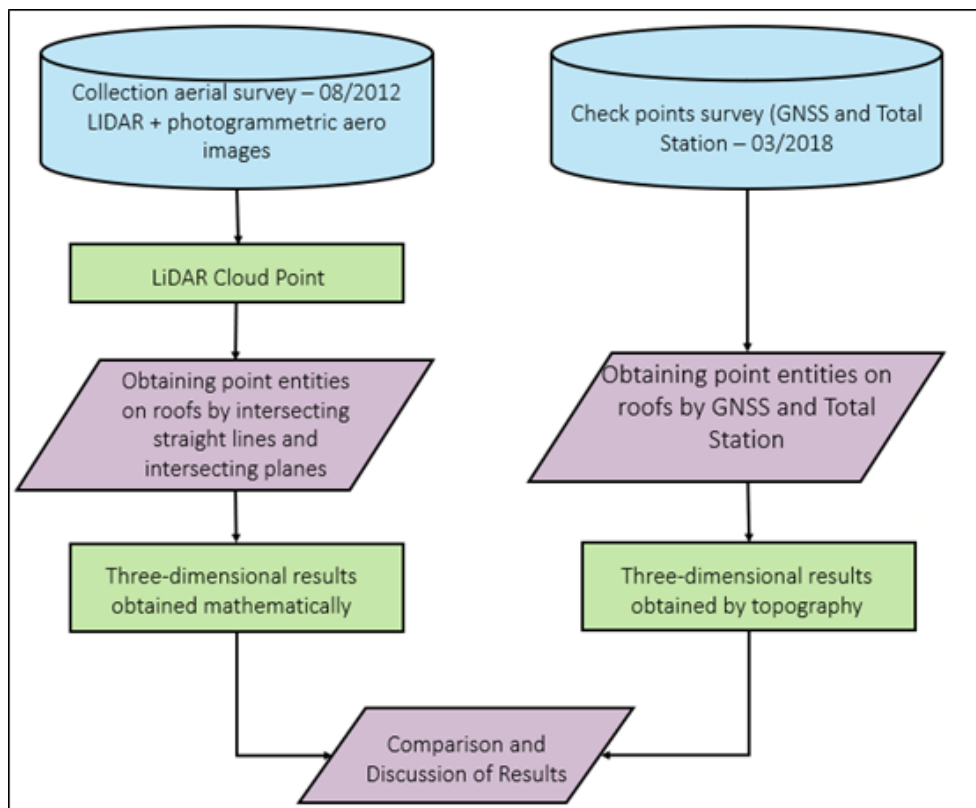 Collection aerial survey – 08/2012
LIDAR + photogrammetric aero
images
LiDAR Cloud Point
Obtaining point entities
on roofs by intersecting
straight lines and
intersecting planes
Three-dimensional results
obtained mathematically
Check points survey (GNSS and Total
Station – 03/2018
Obtaining point entities on
roofs by GNSS and Total
Station
Three-dimensional results
obtained by topography
Comparison and
Discussion of Results